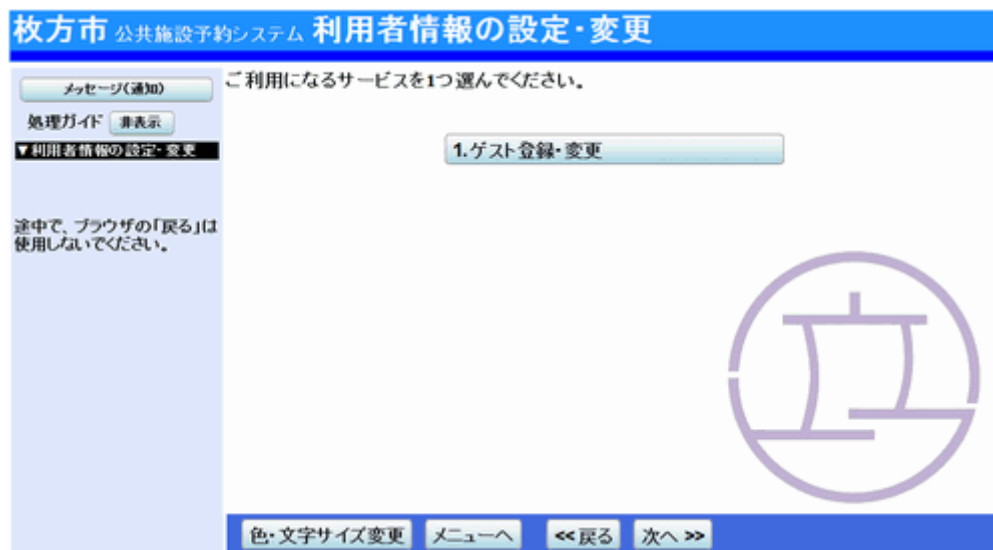 枚方市 公共施設予約システム 利用者情報の設定・変更
メッセージ(通知)
処理ガイド 非表示
▼利用者情報の設定・変更
途中で、ブラウザの「戻る」は
使用しないでください。
ご利用になるサービスを1つ選んでください。
1.ゲスト登録・変更
色・文字サイズ変更 メニューへ <<戻る 次へ>>